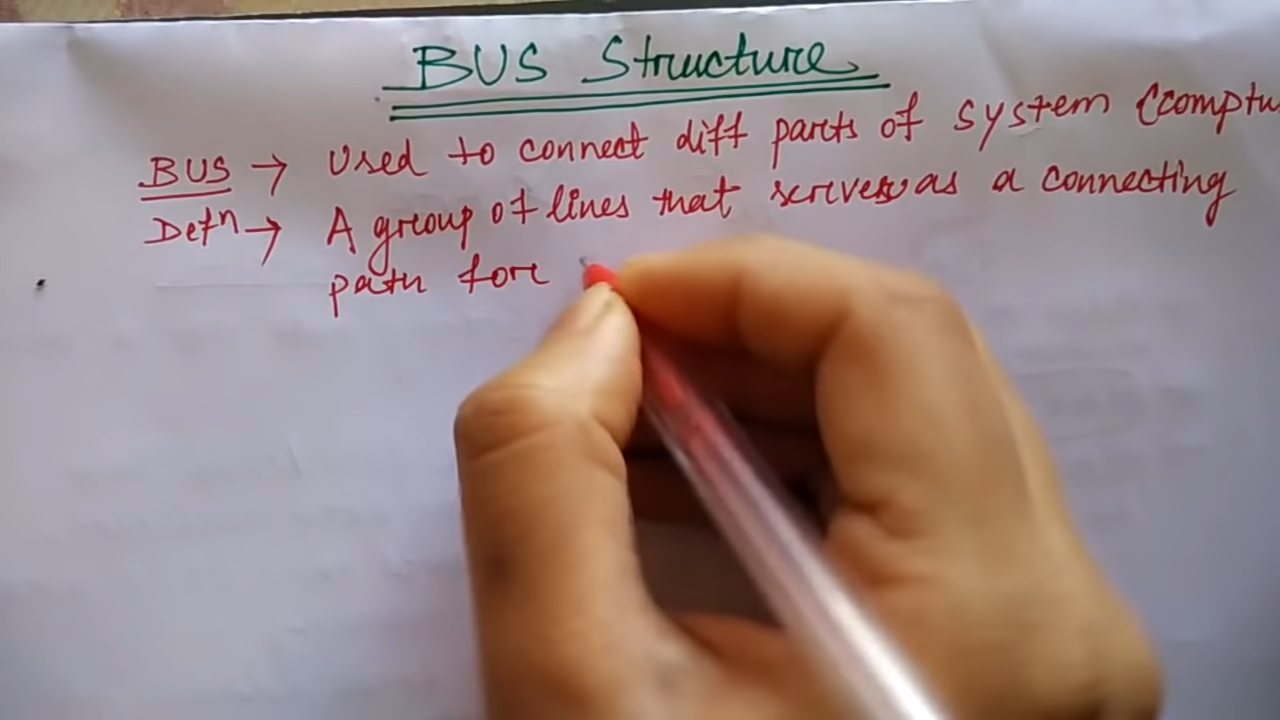 BUS Structure
BUS → Used to connect diff parts of system (comptu
Defn → A group of lines that serves as a connecting
path for